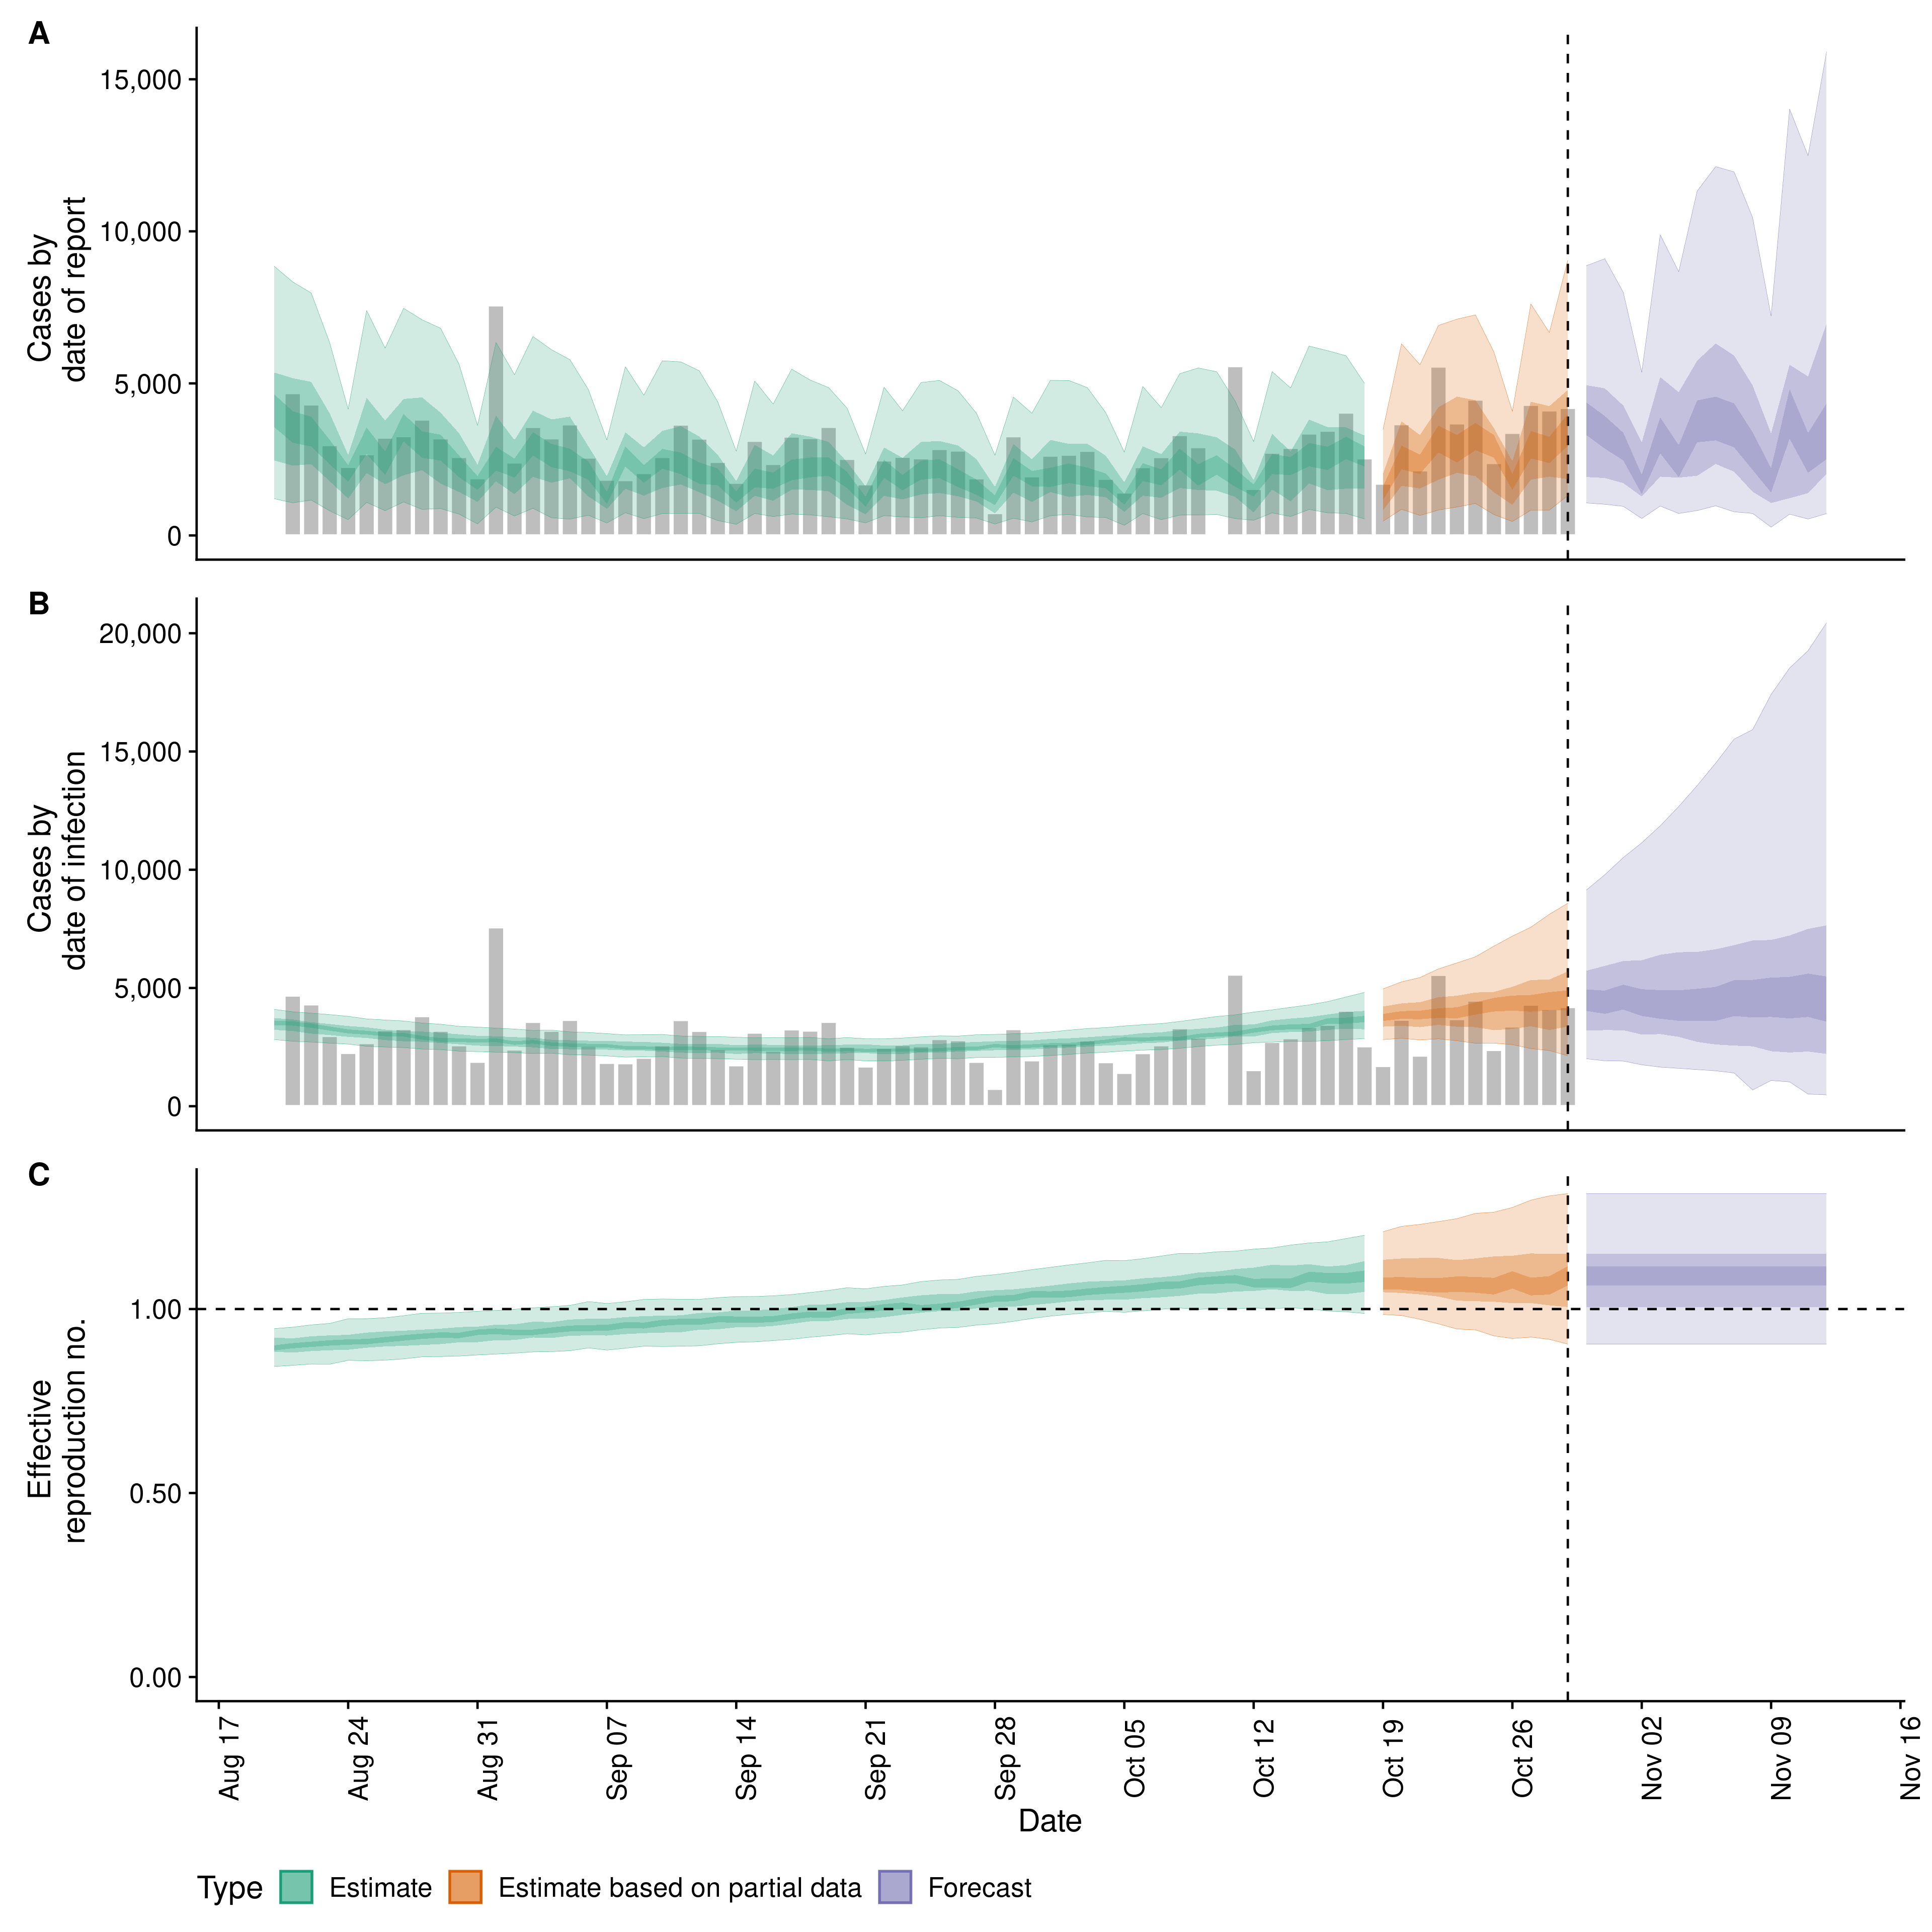 A
Cases by
date of report
15,000
10,000
5,000
0
B
Cases by
date of infection
20,000
15,000
10,000
5,000
0
C
Effective
reproduction no.
1.00
0.50
0.00
Aug 17
Aug 24
Aug 31
Sep 07
Sep 14
Sep 21
Sep 28
Oct 05
Oct 12
Oct 19
Oct 26
Nov 02
Nov 09
Nov 16
Date
Type Estimate Estimate based on partial data Forecast